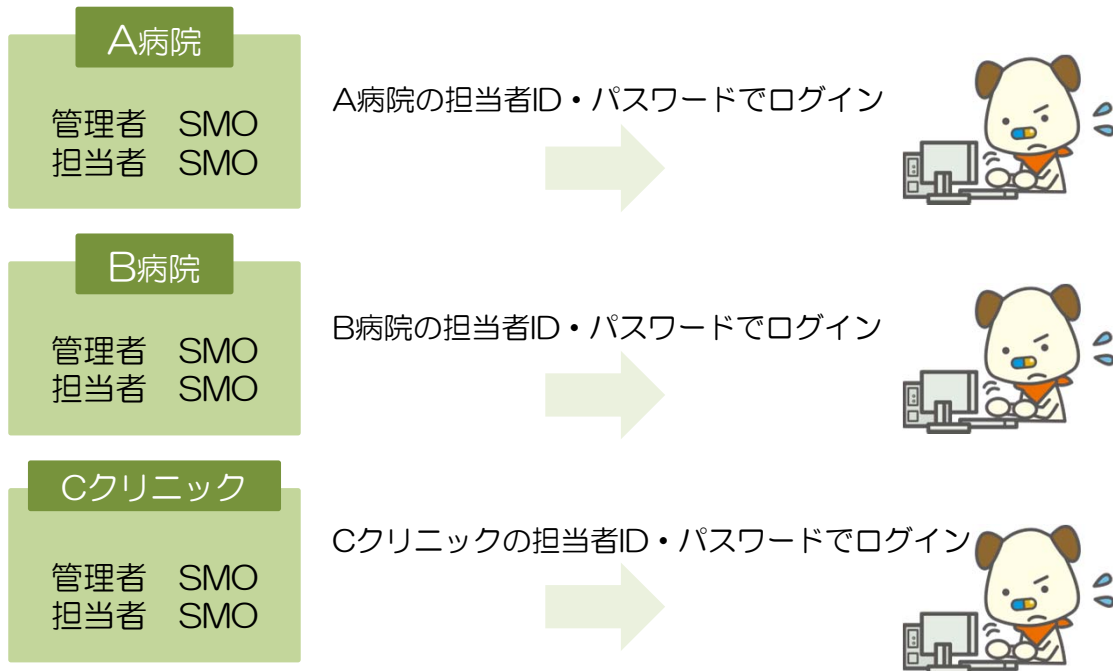 A病院
管理者　SMO
担当者　SMO
A病院の担当者ID・パスワードでログイン
B病院
管理者　SMO
担当者　SMO
B病院の担当者ID・パスワードでログイン
Cクリニック
管理者　SMO
担当者　SMO
Cクリニックの担当者ID・パスワードでログイン